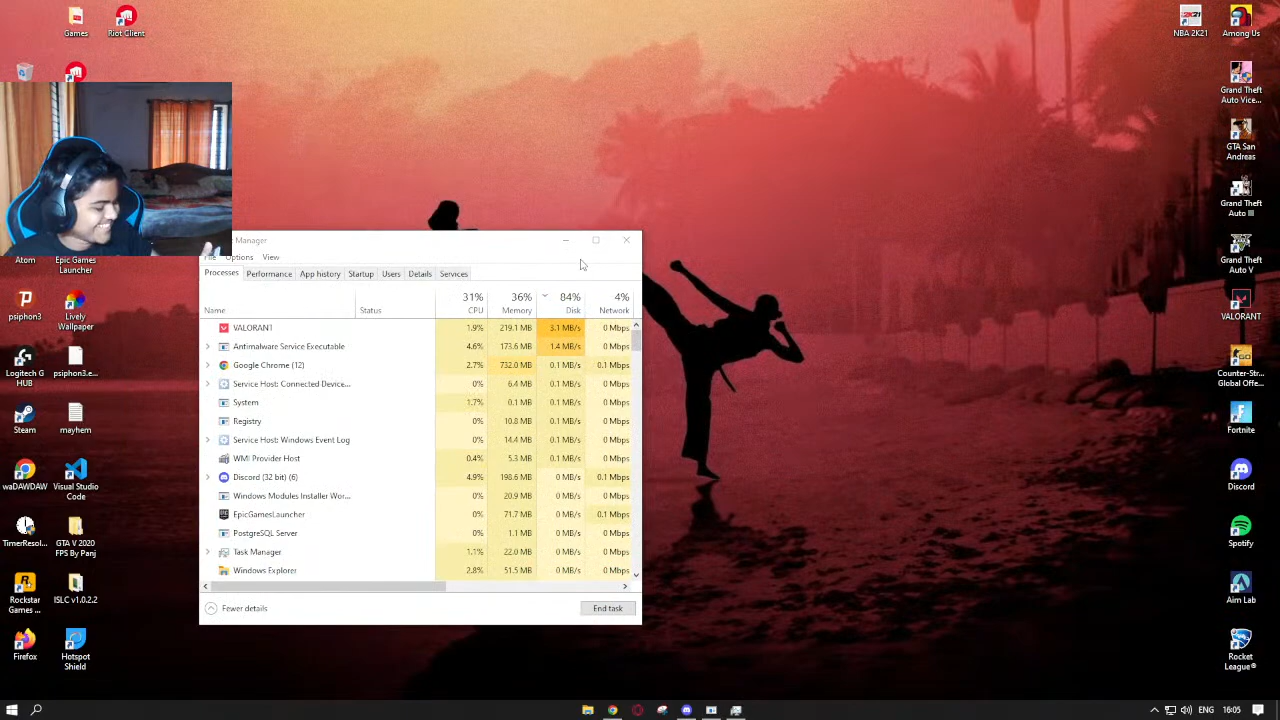 Games
Riot Client
NBA 2K21
Among Us
Grand Theft
Auto Vice...
GTA San
Andreas
Grand Theft
Auto III
Grand Theft
Auto V
VALORANT
Counter-Str...
Global Offe...
Fortnite
Discord
Spotify
Aim Lab
Rocket
League®
Atom
Epic Games
Launcher
psiphon3
Lively
Wallpaper
Logitech G
HUB
psiphon3.e...
Steam
mayhem
waDAWDAW
Visual Studio
Code
TimerResol...
GTA V 2020
FPS By Panj
Rockstar
Games ...
ISLC v1.0.2.2
Firefox
Hotspot
Shield
Manager
File Options View
Processes Performance App history Startup Users Details Services
31% 36% 84% 4%
Name Status CPU Memory Disk Network
VALORANT 1.9% 219.1 MB 3.1 MB/s 0 Mbps
Antimalware Service Executable 4.6% 173.6 MB 1.4 MB/s 0 Mbps
Google Chrome (12) 2.7% 732.0 MB 0.1 MB/s 0.1 Mbps
Service Host: Connected Device... 0% 6.4 MB 0.1 MB/s 0 Mbps
System 1.7% 0.1 MB 0.1 MB/s 0 Mbps
Registry 0% 10.8 MB 0.1 MB/s 0 Mbps
Service Host: Windows Event Log 0% 14.4 MB 0.1 MB/s 0 Mbps
WMI Provider Host 0.4% 5.3 MB 0.1 MB/s 0 Mbps
Discord (32 bit) (6) 4.9% 198.6 MB 0 MB/s 0.1 Mbps
Windows Modules Installer Wor... 0% 20.9 MB 0 MB/s 0 Mbps
EpicGamesLauncher 0% 71.7 MB 0 MB/s 0.1 Mbps
PostgreSQL Server 0% 1.1 MB 0 MB/s 0 Mbps
Task Manager 1.1% 22.0 MB 0 MB/s 0 Mbps
Windows Explorer 2.8% 51.5 MB 0 MB/s 0 Mbps
Fewer details
End task
ENG 16:05